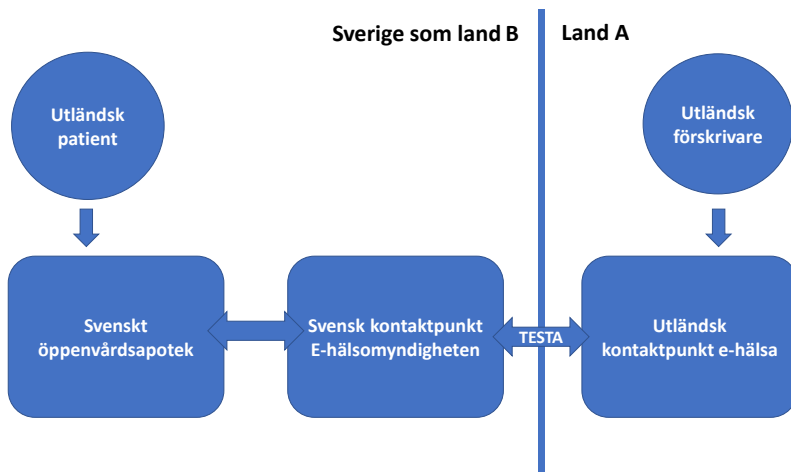 Sverige som land B
Land A
Utländsk
patient
Utländsk
förskrivare
Svenskt
öppenvårdsapotek
Svensk kontaktpunkt
E-hälsomyndigheten
TESTA
Utländsk
kontaktpunkt e-hälsa